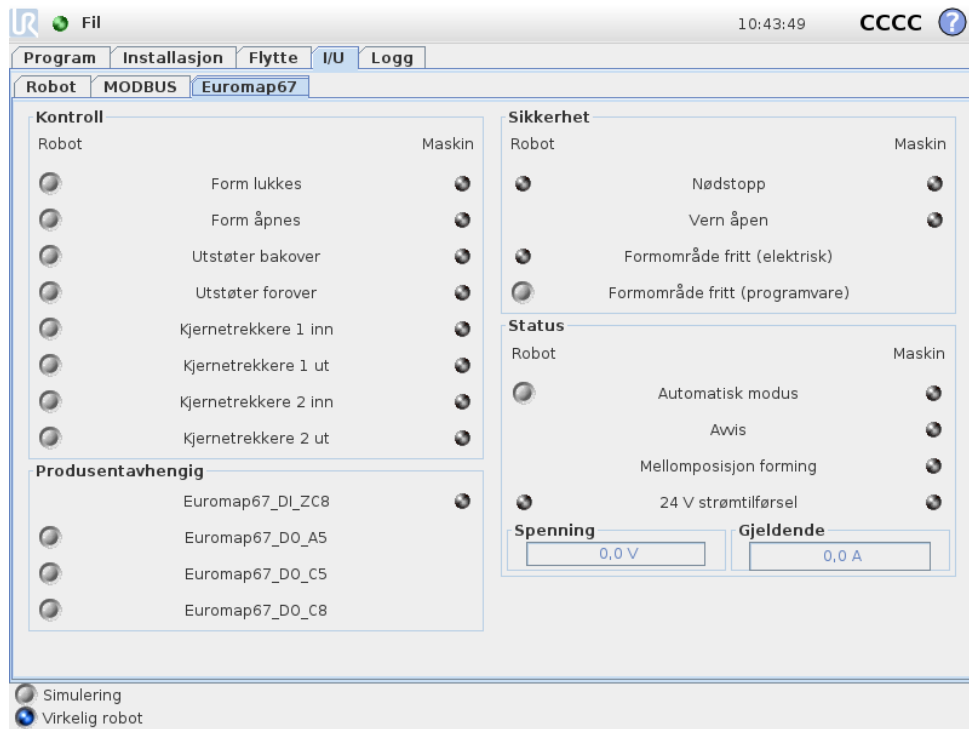 UR Fil 10:43:49 CCCC ?
Program Installasjon Flytte I/U Logg
Robot MODBUS Euromap67
Kontroll
Robot Maskin
Form lukkes
Form åpnes
Utstøter bakover
Utstøter forover
Kjernetrekkere 1 inn
Kjernetrekkere 1 ut
Kjernetrekkere 2 inn
Kjernetrekkere 2 ut
Produsentavhengig
Euromap67_DI_ZC8
Euromap67_DO_A5
Euromap67_DO_C5
Euromap67_DO_C8
Sikkerhet
Robot Maskin
Nødstopp
Vern åpen
Formområde fritt (elektrisk)
Formområde fritt (programvare)
Status
Robot Maskin
Automatisk modus
Avvis
Mellomposisjon forming
24 V strømtilførsel
Spenning Gjeldende
0,0 V 0,0 A
Simulering
Virkelig robot